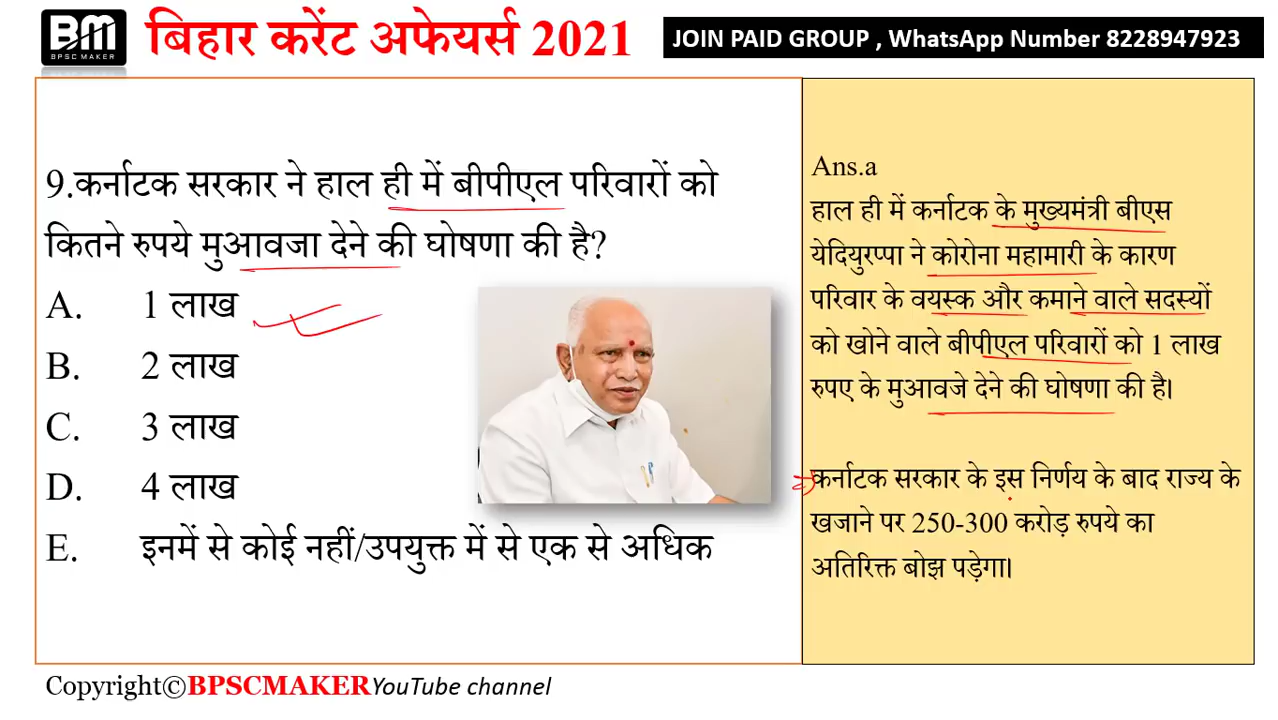 BM
BPSC MAKER
बिहार करेंट अफेयर्स 2021
JOIN PAID GROUP , WhatsApp Number 8228947923
9.कर्नाटक सरकार ने हाल ही में बीपीएल परिवारों को
कितने रुपये मुआवजा देने की घोषणा की है?
A. 1 लाख
B. 2 लाख
C. 3 लाख
D. 4 लाख
E. इनमें से कोई नहीं/उपयुक्त में से एक से अधिक
Ans.a
हाल ही में कर्नाटक के मुख्यमंत्री बीएस
येदियुरप्पा ने कोरोना महामारी के कारण
परिवार के वयस्क और कमाने वाले सदस्यों
को खोने वाले बीपीएल परिवारों को 1 लाख
रुपए के मुआवजे देने की घोषणा की है।
कर्नाटक सरकार के इस निर्णय के बाद राज्य के
खजाने पर 250-300 करोड़ रुपये का
अतिरिक्त बोझ पड़ेगा।
Copyright©BPSCMAKERYouTube channel